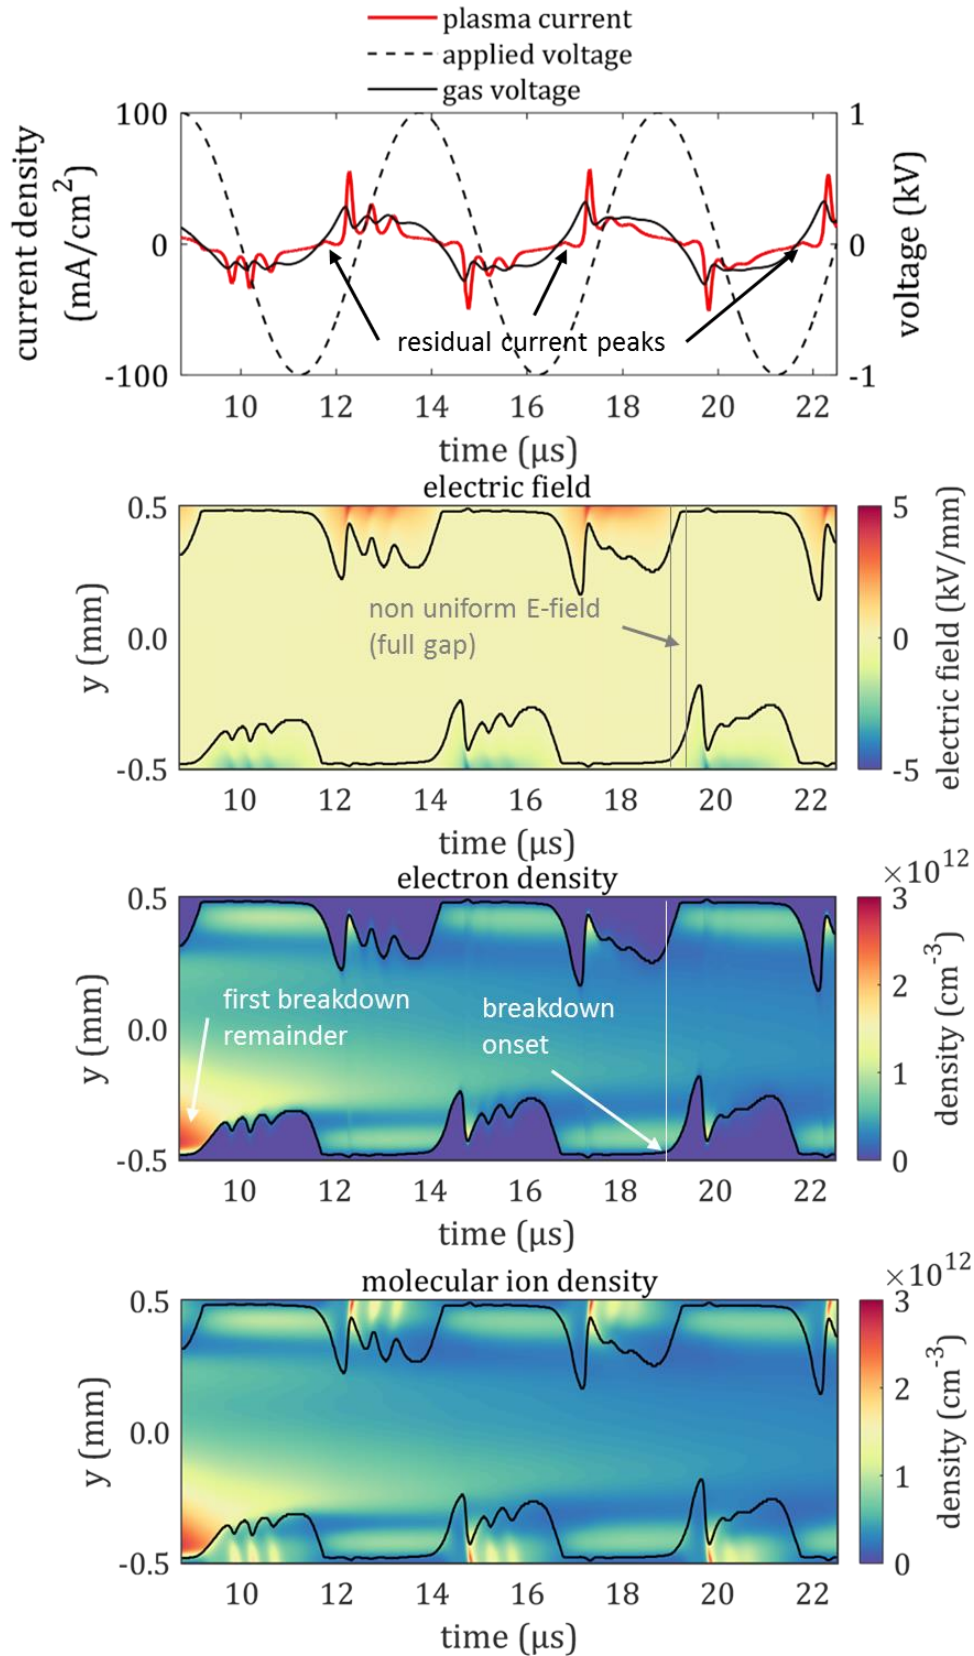 plasma current
applied voltage
gas voltage
current density
(mA/cm²)
100
0
-100
1
0
-1
voltage (kV)
residual current peaks
10 12 14 16 18 20 22
time (µs)
electric field
y (mm)
0.5
0.0
-0.5
non uniform E-field
(full gap)
5
0
-5
electric field (kV/mm)
10 12 14 16 18 20 22
time (µs)
electron density
×10¹²
y (mm)
0.5
0.0
-0.5
first breakdown
remainder
breakdown
onset
3
2
1
0
density (cm⁻³)
10 12 14 16 18 20 22
time (µs)
molecular ion density
×10¹²
y (mm)
0.5
0.0
-0.5
3
2
1
0
density (cm⁻³)
10 12 14 16 18 20 22
time (µs)